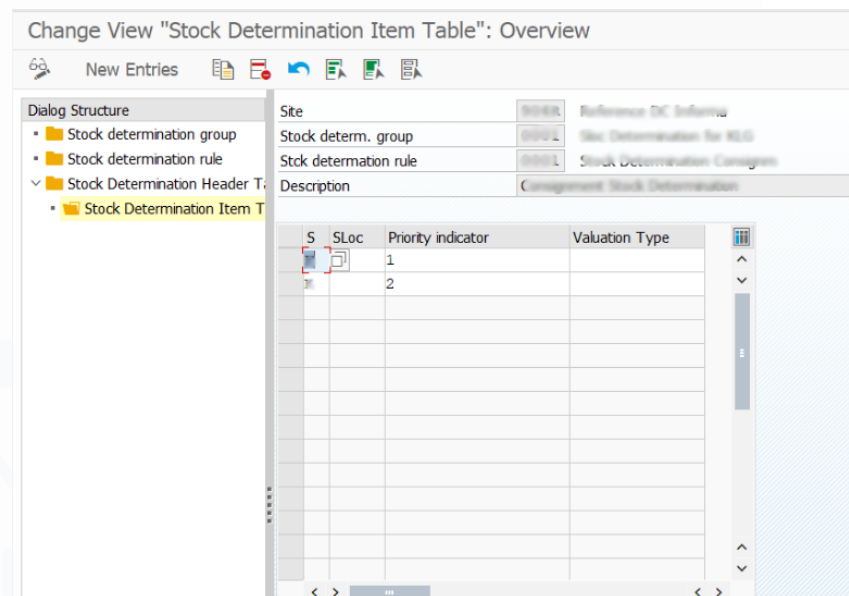 Change View "Stock Determination Item Table": Overview
New Entries
Dialog Structure
Stock determination group
Stock determination rule
Stock Determination Header Ta
Stock Determination Item T
Site
Stock determ. group
Stck determation rule
Description
S SLoc Priority indicator Valuation Type
1
2